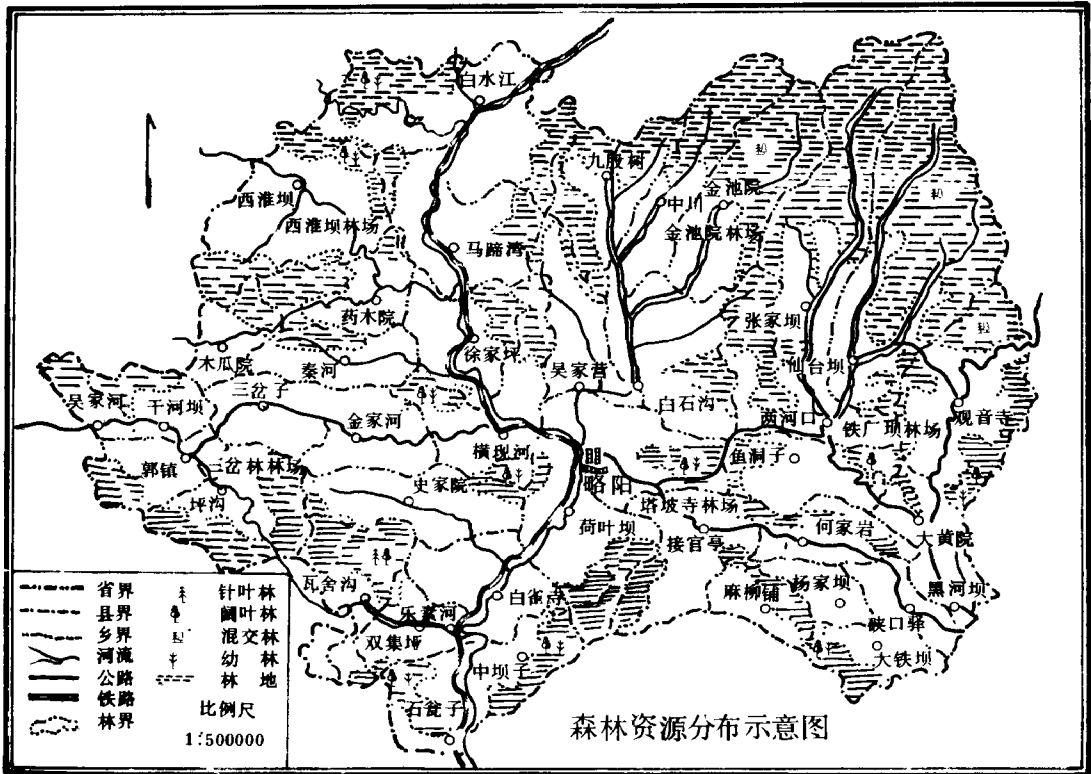 白水江
九股树
金池院
中川
西淮坝
西淮坝林场
金池院林场
马蹄湾
药木院
张家坝
木瓜院
秦河
徐家坪
吴家营
仙台坝
三岔子
吴家河
干河坝
白石沟
两河口
观音寺
金家河
铁厂坝林场
横现河
鱼洞子
郭镇
三岔林林场
史家院
略阳
坪沟
塔坡寺林场
荷叶坝
接官亭
何家岩
大黄院
瓦舍沟
白雀寺
麻柳铺
杨家坝
黑河坝
乐素河
双集垭
硖口驿
中坝子
大铁坝
石瓮子
省界 针叶林
县界 阔叶林
乡界 混交林
河流 幼林
公路 林地
铁路
林界
比例尺
1:500000
森林资源分布示意图